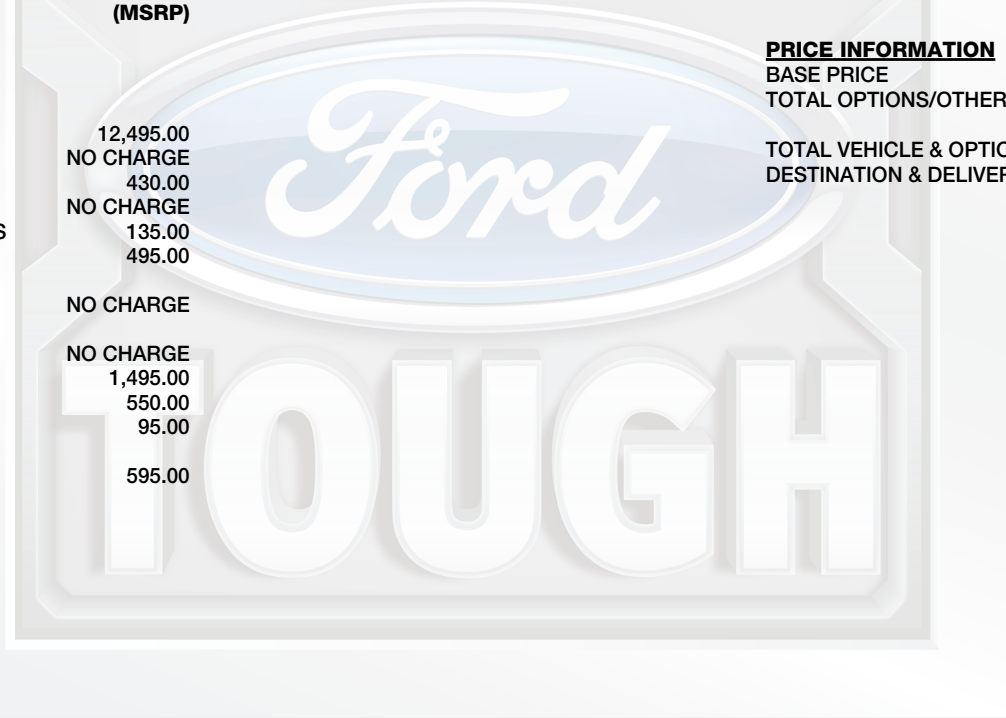 (MSRP)
12,495.00
NO CHARGE
430.00
NO CHARGE
S 135.00
495.00
NO CHARGE
NO CHARGE
1,495.00
550.00
95.00
595.00
PRICE INFORMATION
BASE PRICE
TOTAL OPTIONS/OTHER
TOTAL VEHICLE & OPTIO
DESTINATION & DELIVER
Ford
TOUGH